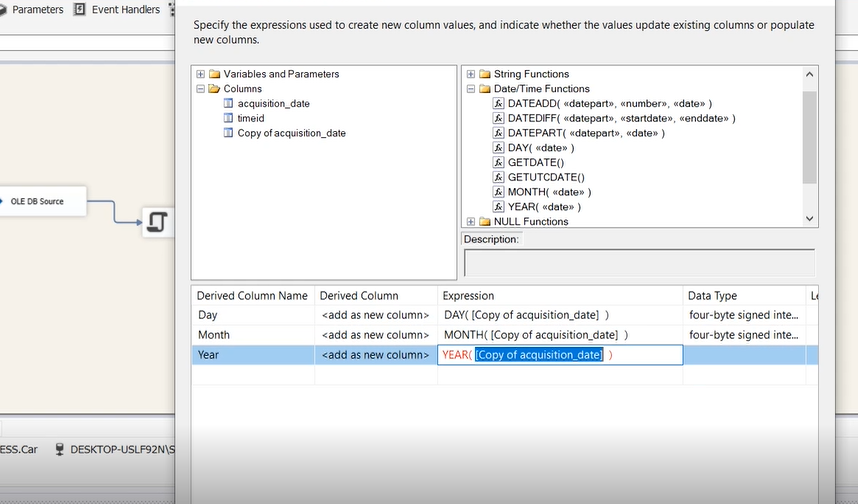 Parameters
Event Handlers
Specify the expressions used to create new column values, and indicate whether the values update existing columns or populate
new columns.
Variables and Parameters
Columns
acquisition_date
timeid
Copy of acquisition_date
String Functions
Date/Time Functions
DATEADD( «datepart», «number», «date» )
DATEDIFF( «datepart», «startdate», «enddate» )
DATEPART( «datepart», «date» )
DAY( «date» )
GETDATE()
GETUTCDATE()
MONTH( «date» )
YEAR( «date» )
NULL Functions
Description:
OLE DB Source
Derived Column Name Derived Column Expression Data Type Le
Day <add as new column> DAY( [Copy of acquisition_date] ) four-byte signed inte...
Month <add as new column> MONTH( [Copy of acquisition_date] ) four-byte signed inte...
Year <add as new column> YEAR( [Copy of acquisition_date] )
ESS.Car DESKTOP-USLF92N\S